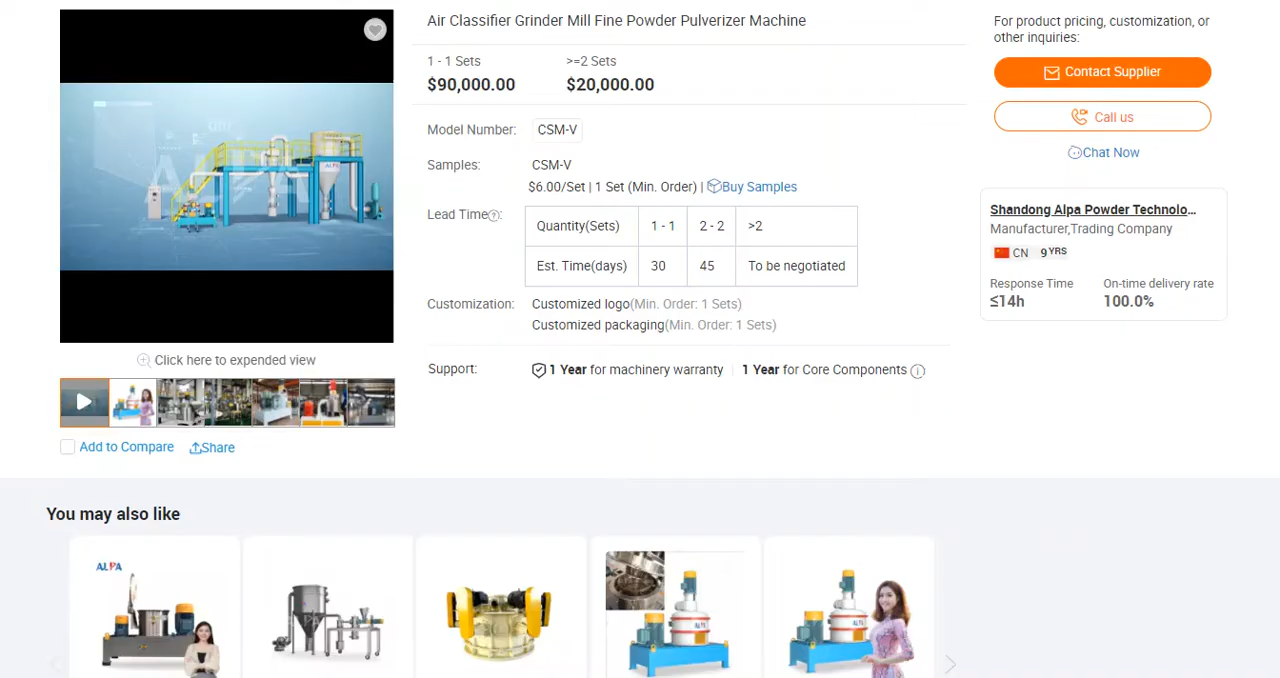 Air Classifier Grinder Mill Fine Powder Pulverizer Machine
1 - 1 Sets >=2 Sets
$90,000.00 $20,000.00
Model Number: CSM-V
Samples: CSM-V
$6.00/Set | 1 Set (Min. Order) | Buy Samples
Lead Time?:
Quantity(Sets) 1 - 1 2 - 2 >2
Est. Time(days) 30 45 To be negotiated
Customization: Customized logo(Min. Order: 1 Sets)
Customized packaging(Min. Order: 1 Sets)
Support: 1 Year for machinery warranty 1 Year for Core Components
For product pricing, customization, or
other inquiries:
Contact Supplier
Call us
Chat Now
Shandong Alpa Powder Technolo...
Manufacturer,Trading Company
CN 9 YRS
Response Time On-time delivery rate
≤14h 100.0%
ALPA
ALPA
Click here to expended view
Add to Compare Share
You may also like
ALPA
ALPA
ALPA